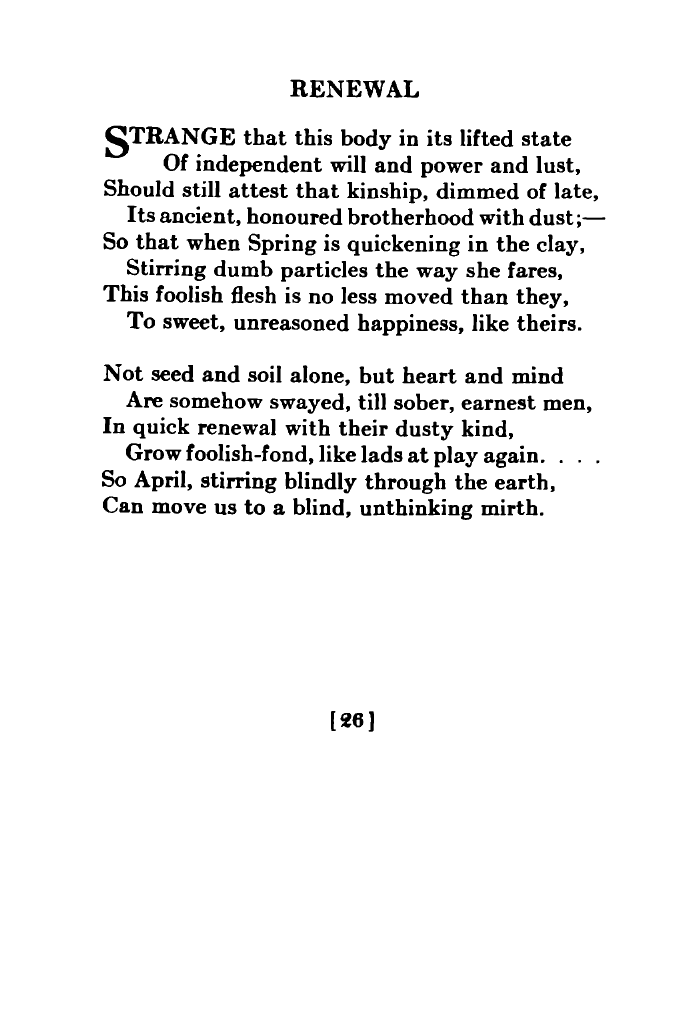 RENEWAL
STRANGE that this body in its lifted state
Of independent will and power and lust,
Should still attest that kinship, dimmed of late,
Its ancient, honoured brotherhood with dust;—
So that when Spring is quickening in the clay,
Stirring dumb particles the way she fares,
This foolish flesh is no less moved than they,
To sweet, unreasoned happiness, like theirs.
Not seed and soil alone, but heart and mind
Are somehow swayed, till sober, earnest men,
In quick renewal with their dusty kind,
Grow foolish-fond, like lads at play again. . . .
So April, stirring blindly through the earth,
Can move us to a blind, unthinking mirth.
[26]